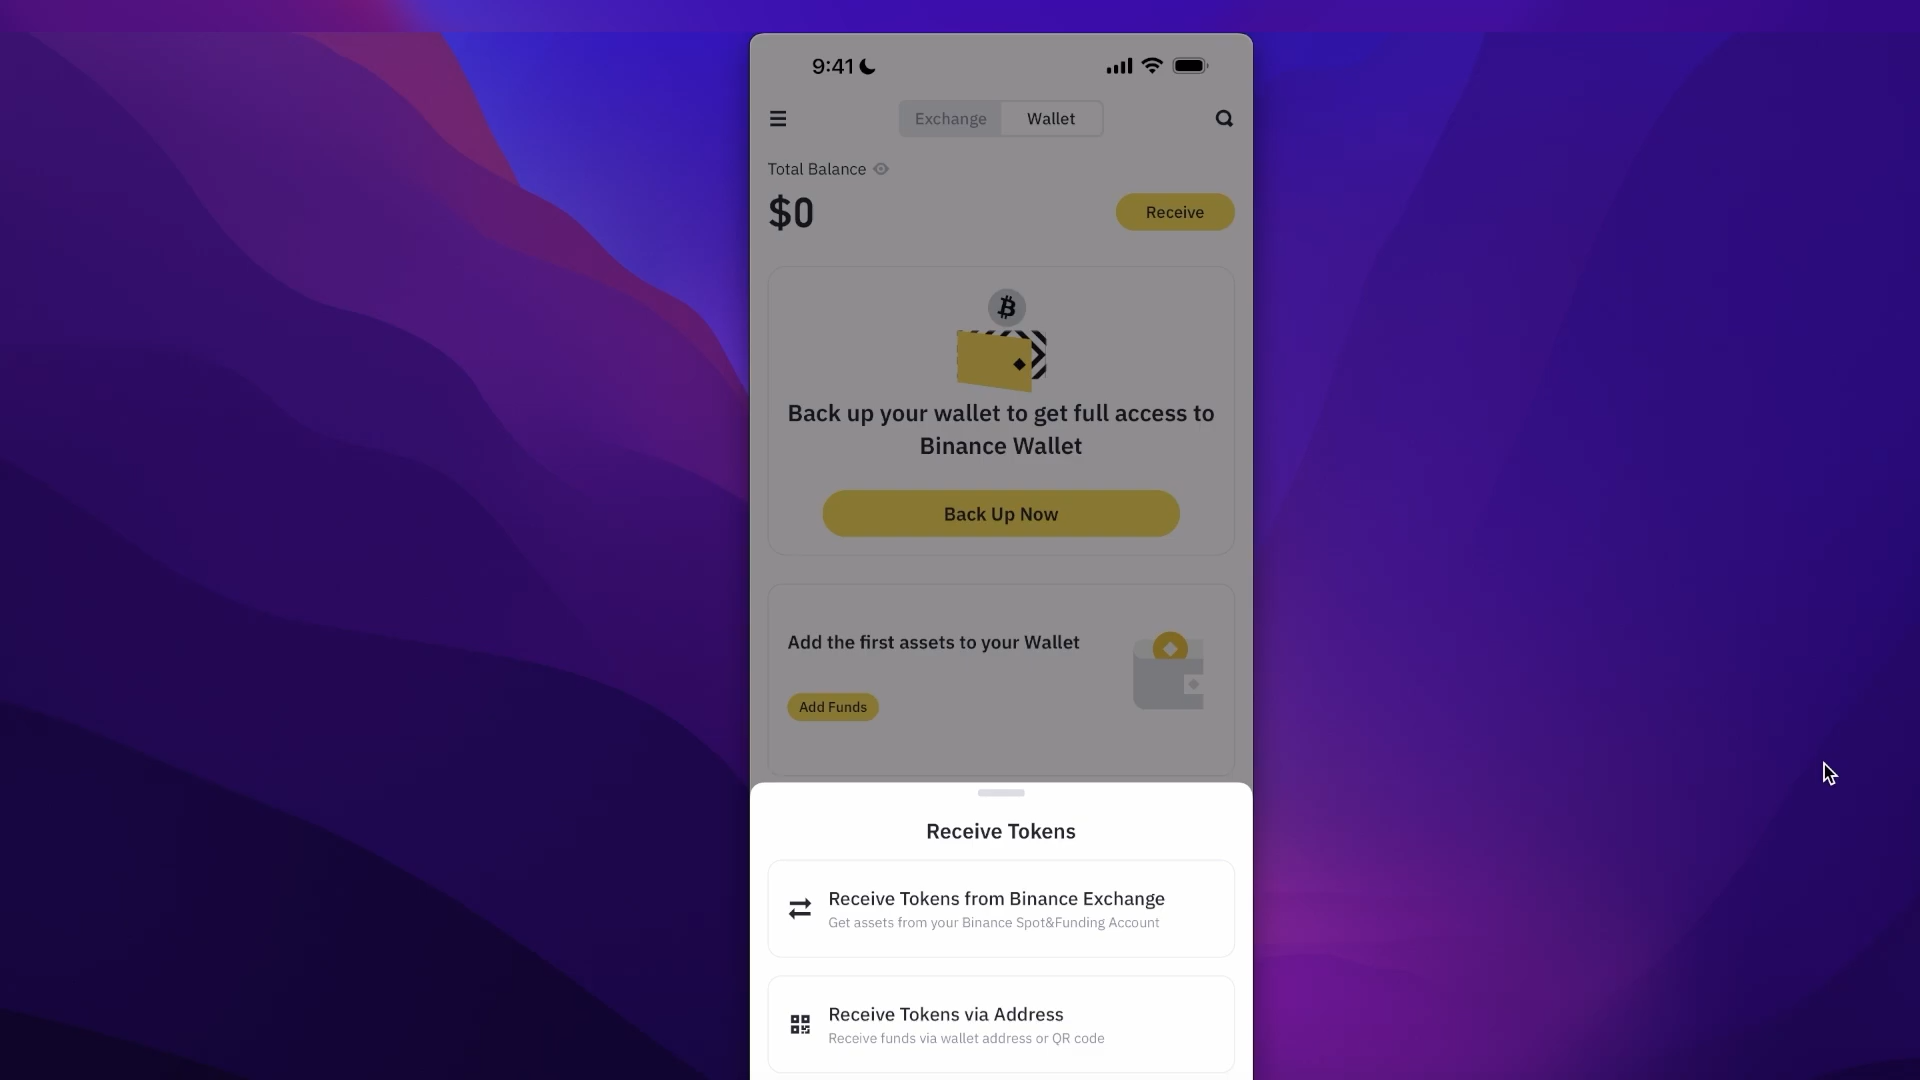 9:41
Exchange Wallet
Total Balance
$0
Receive
Back up your wallet to get full access to
Binance Wallet
Back Up Now
Add the first assets to your Wallet
Add Funds
Receive Tokens
Receive Tokens from Binance Exchange
Get assets from your Binance Spot&Funding Account
Receive Tokens via Address
Receive funds via wallet address or QR code